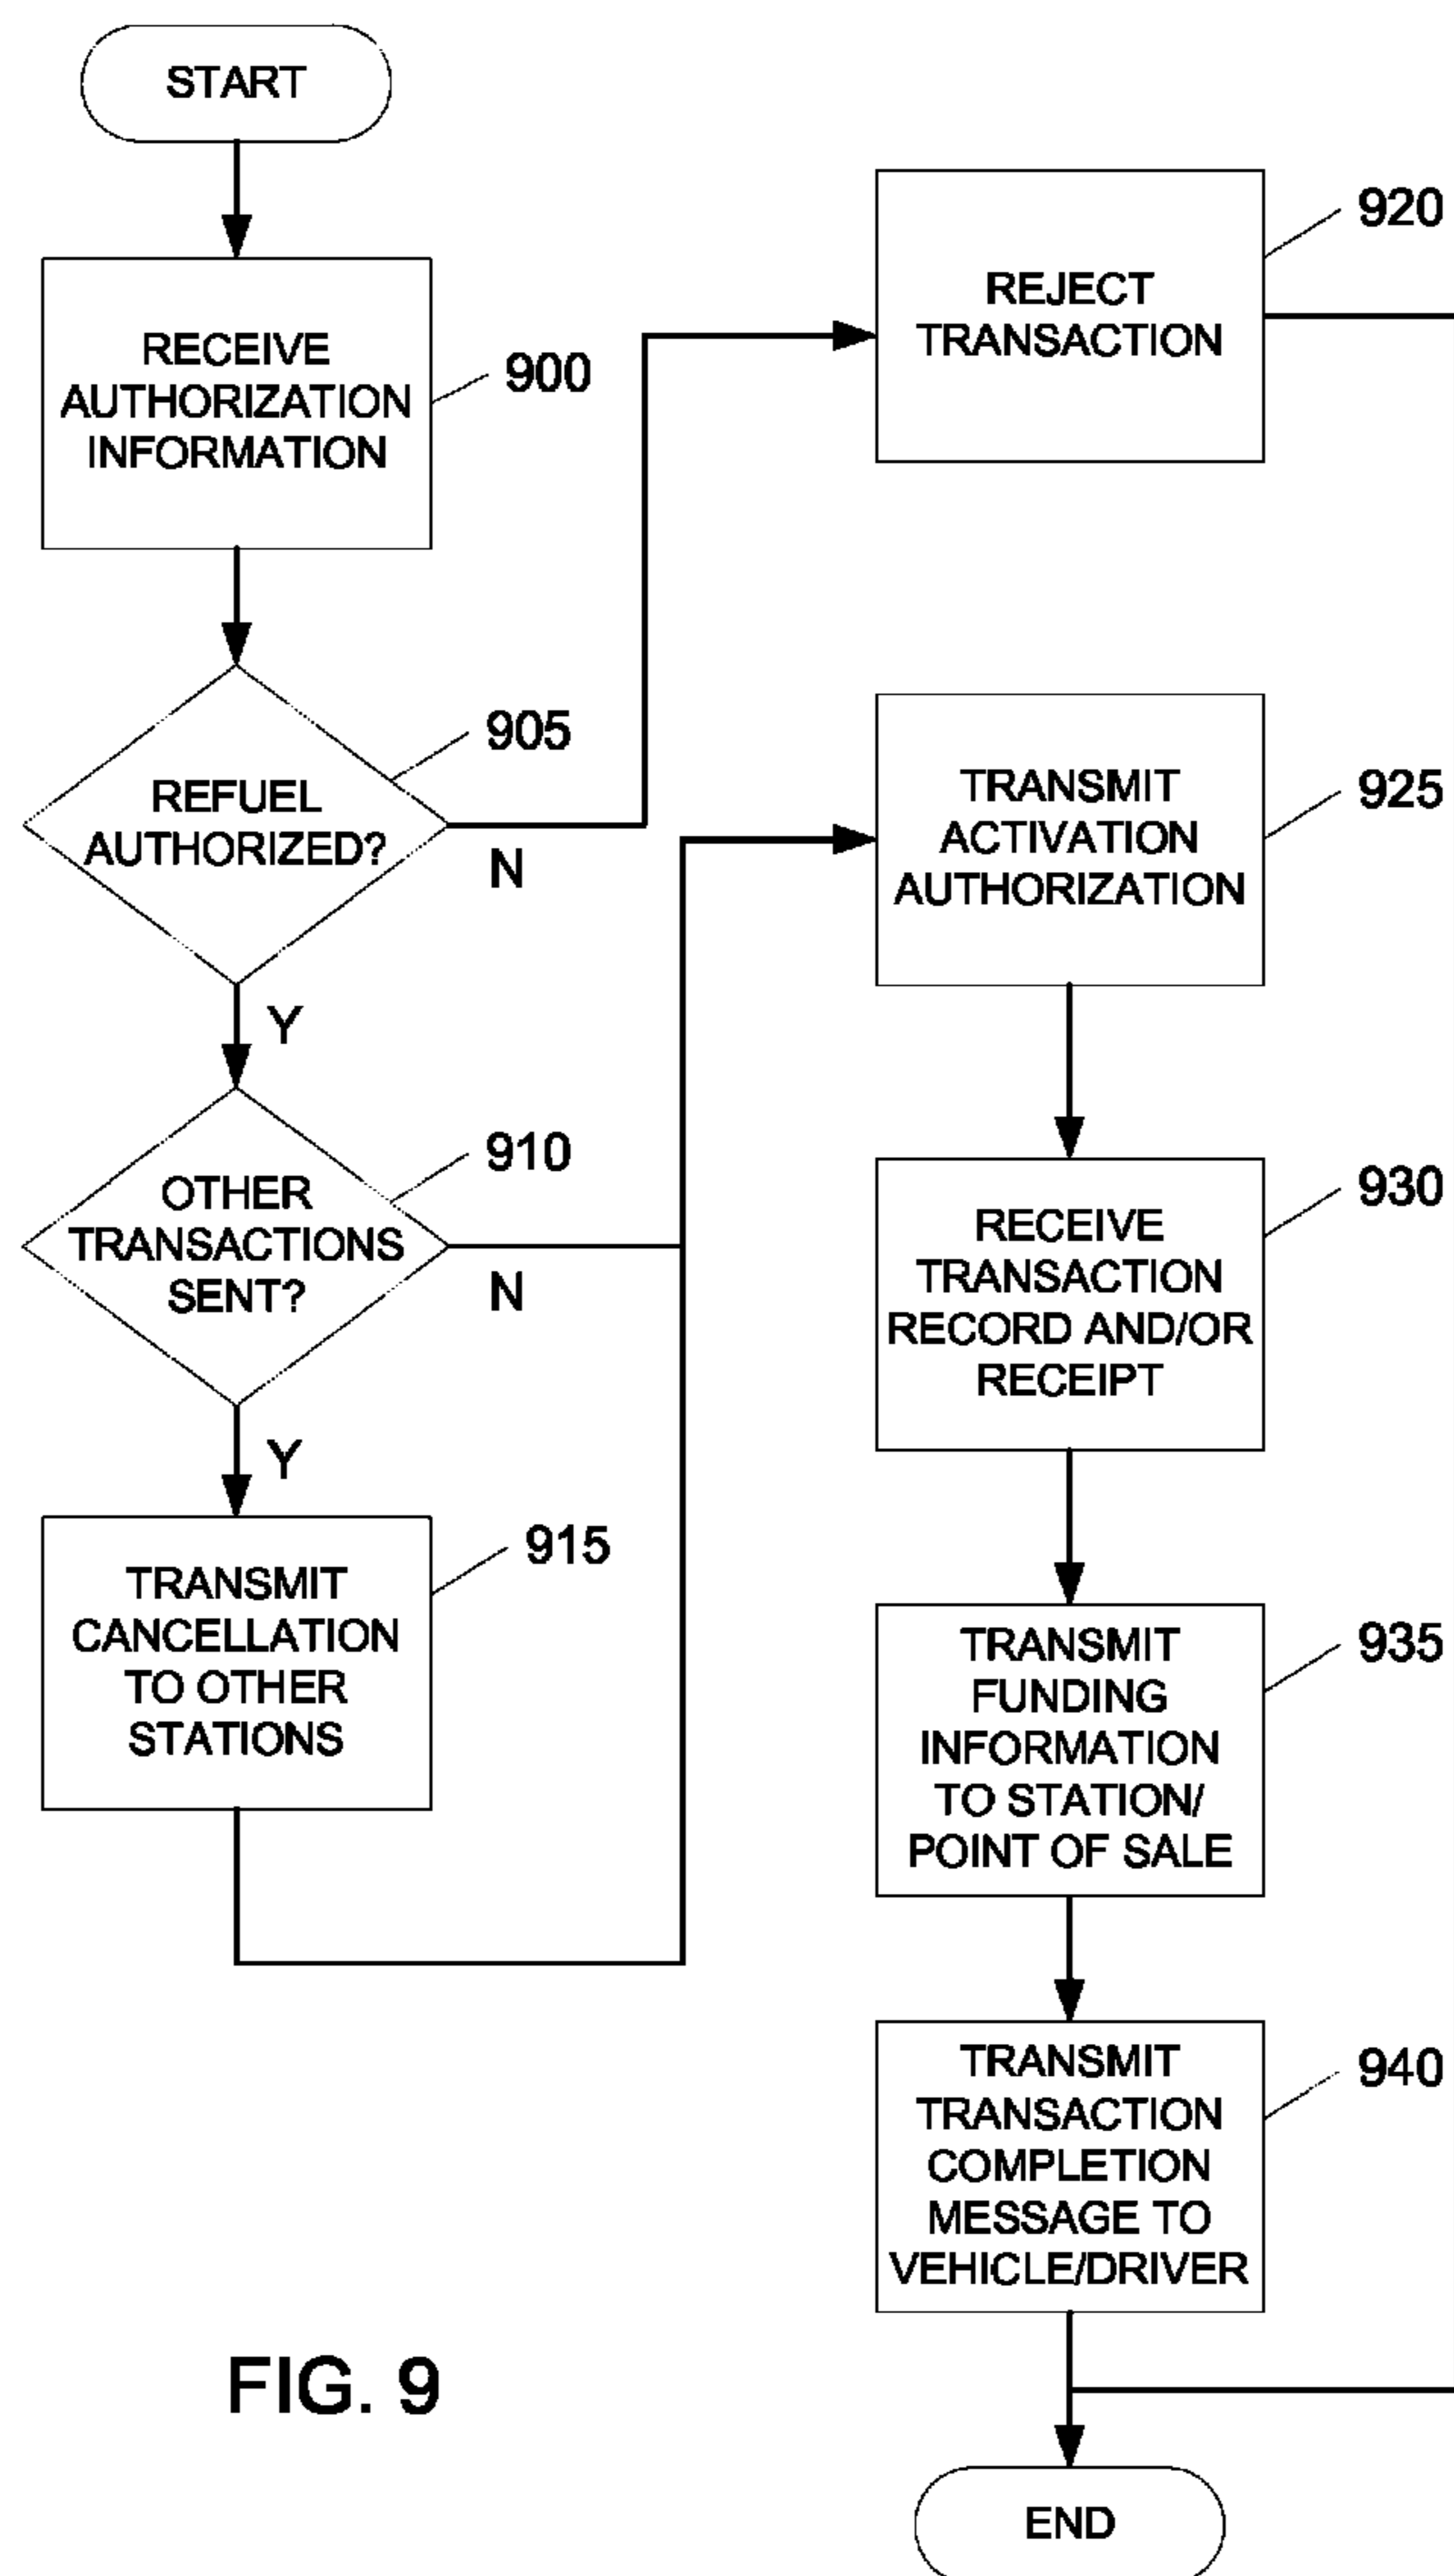 START
RECEIVE
AUTHORIZATION
INFORMATION
900
REFUEL
AUTHORIZED?
905
N
Y
OTHER
TRANSACTIONS
SENT?
910
N
Y
TRANSMIT
CANCELLATION
TO OTHER
STATIONS
915
REJECT
TRANSACTION
920
TRANSMIT
ACTIVATION
AUTHORIZATION
925
RECEIVE
TRANSACTION
RECORD AND/OR
RECEIPT
930
TRANSMIT
FUNDING
INFORMATION
TO STATION/
POINT OF SALE
935
TRANSMIT
TRANSACTION
COMPLETION
MESSAGE TO
VEHICLE/DRIVER
940
END
FIG. 9